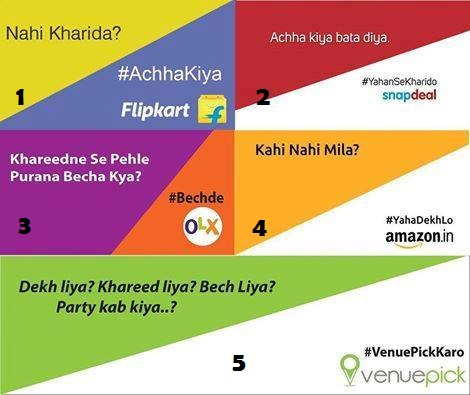 Nahi Kharida?
#AchhaKiya
1
Flipkart
Achha kiya bata diya.
#YahanSeKharido
2
snapdeal
Khareedne Se Pehle
Purana Becha Kya?
#Bechde
3
OLX
Kahi Nahi Mila?
#YahaDekhLo
4
amazon.in
Dekh liya? Khareed liya? Bech Liya?
Party kab kiya..?
#VenuePickKaro
5
venuepick